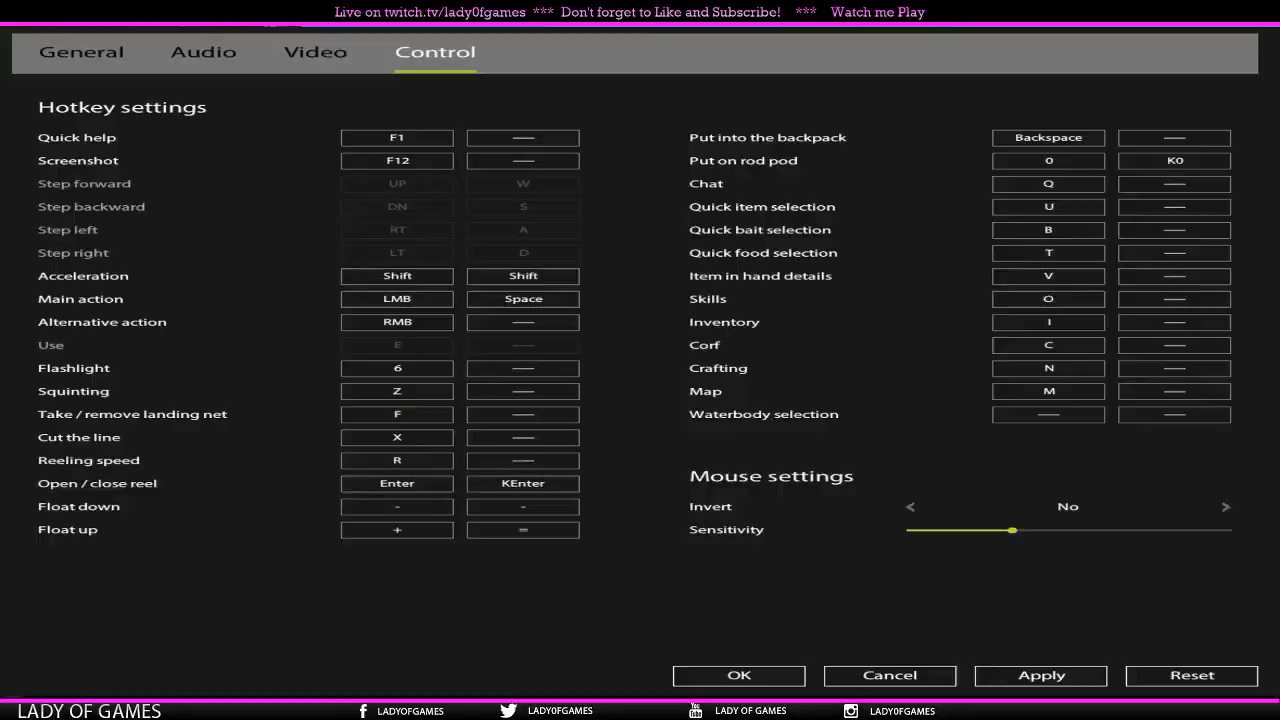 Live on twitch.tv/lady0fgames *** Don't forget to Like and Subscribe! *** Watch me Play
General Audio Video Control
Hotkey settings
Quick help F1 —
Screenshot F12 —
Step forward UP W
Step backward DN S
Step left RT A
Step right LT D
Acceleration Shift Shift
Main action LMB Space
Alternative action RMB —
Use E —
Flashlight 6 —
Squinting Z —
Take / remove landing net F —
Cut the line X —
Reeling speed R —
Open / close reel Enter KEnter
Float down - -
Float up + =
Put into the backpack Backspace —
Put on rod pod 0 K0
Chat Q —
Quick item selection U —
Quick bait selection B —
Quick food selection T —
Item in hand details V —
Skills O —
Inventory I —
Corf C —
Crafting N —
Map M —
Waterbody selection — —
Mouse settings
Invert < No >
Sensitivity
OK Cancel Apply Reset
LADY OF GAMES f LADYOFGAMES LADY0FGAMES You Tube LADY OF GAMES LADY0FGAMES